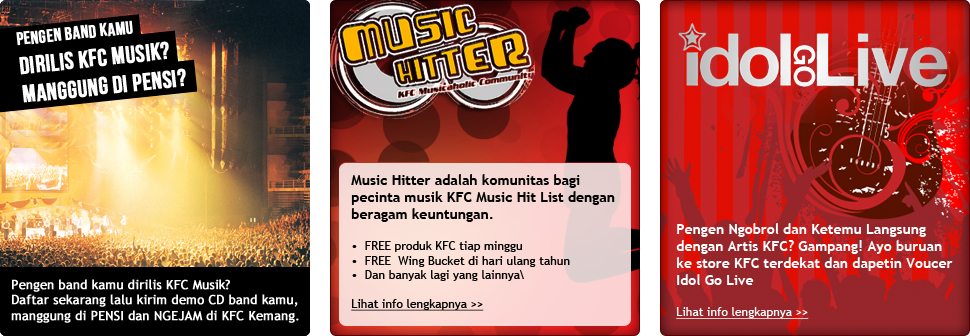 PENGEN BAND KAMU
DIRILIS KFC MUSIK?
MANGGUNG DI PENSI?
Pengen band kamu dirilis KFC Musik?
Daftar sekarang lalu kirim demo CD band kamu,
manggung di PENSI dan NGEJAM di KFC Kemang.
MUSIC
HITTER
KFC Musicaholic Community
Music Hitter adalah komunitas bagi
pecinta musik KFC Music Hit List dengan
beragam keuntungan.
• FREE produk KFC tiap minggu
• FREE Wing Bucket di hari ulang tahun
• Dan banyak lagi yang lainnya\
Lihat info lengkapnya >>
idol GO Live
Pengen Ngobrol dan Ketemu Langsung
dengan Artis KFC? Gampang! Ayo buruan
ke store KFC terdekat dan dapetin Voucer
Idol Go Live
Lihat info lengkapnya >>